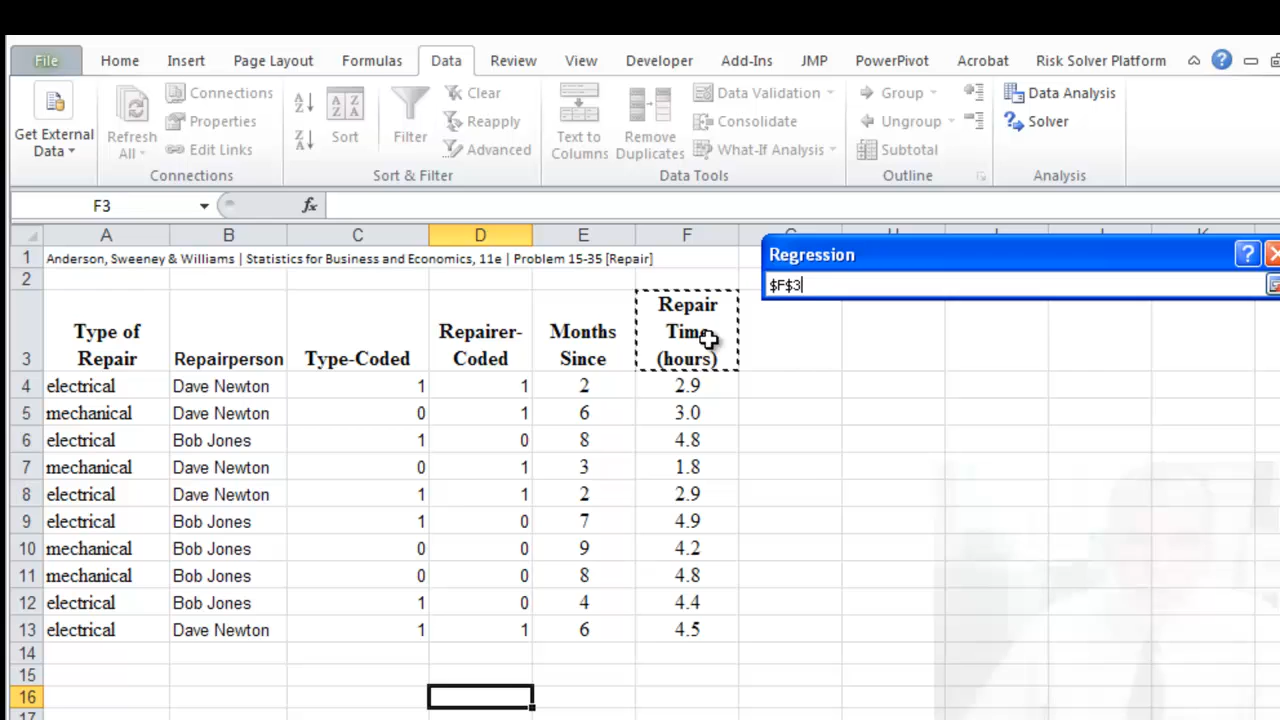 File Home Insert Page Layout Formulas Data Review View Developer Add-Ins JMP PowerPivot Acrobat Risk Solver Platform
Get External Data
Refresh All
Connections
Properties
Edit Links
Connections
Sort
Filter
Clear
Reapply
Advanced
Sort & Filter
Text to Columns
Remove Duplicates
Data Validation
Consolidate
What-If Analysis
Data Tools
Group
Ungroup
Subtotal
Outline
Data Analysis
Solver
Analysis
F3 fx
A B C D E F
Regression ?
$F$3
1 Anderson, Sweeney & Williams | Statistics for Business and Economics, 11e | Problem 15-35 [Repair]
2
3 Type of Repair Repairperson Type-Coded Repairer-Coded Months Since Repair Time (hours)
4 electrical Dave Newton 1 1 2 2.9
5 mechanical Dave Newton 0 1 6 3.0
6 electrical Bob Jones 1 0 8 4.8
7 mechanical Dave Newton 0 1 3 1.8
8 electrical Dave Newton 1 1 2 2.9
9 electrical Bob Jones 1 0 7 4.9
10 mechanical Bob Jones 0 0 9 4.2
11 mechanical Bob Jones 0 0 8 4.8
12 electrical Bob Jones 1 0 4 4.4
13 electrical Dave Newton 1 1 6 4.5
14
15
16
17